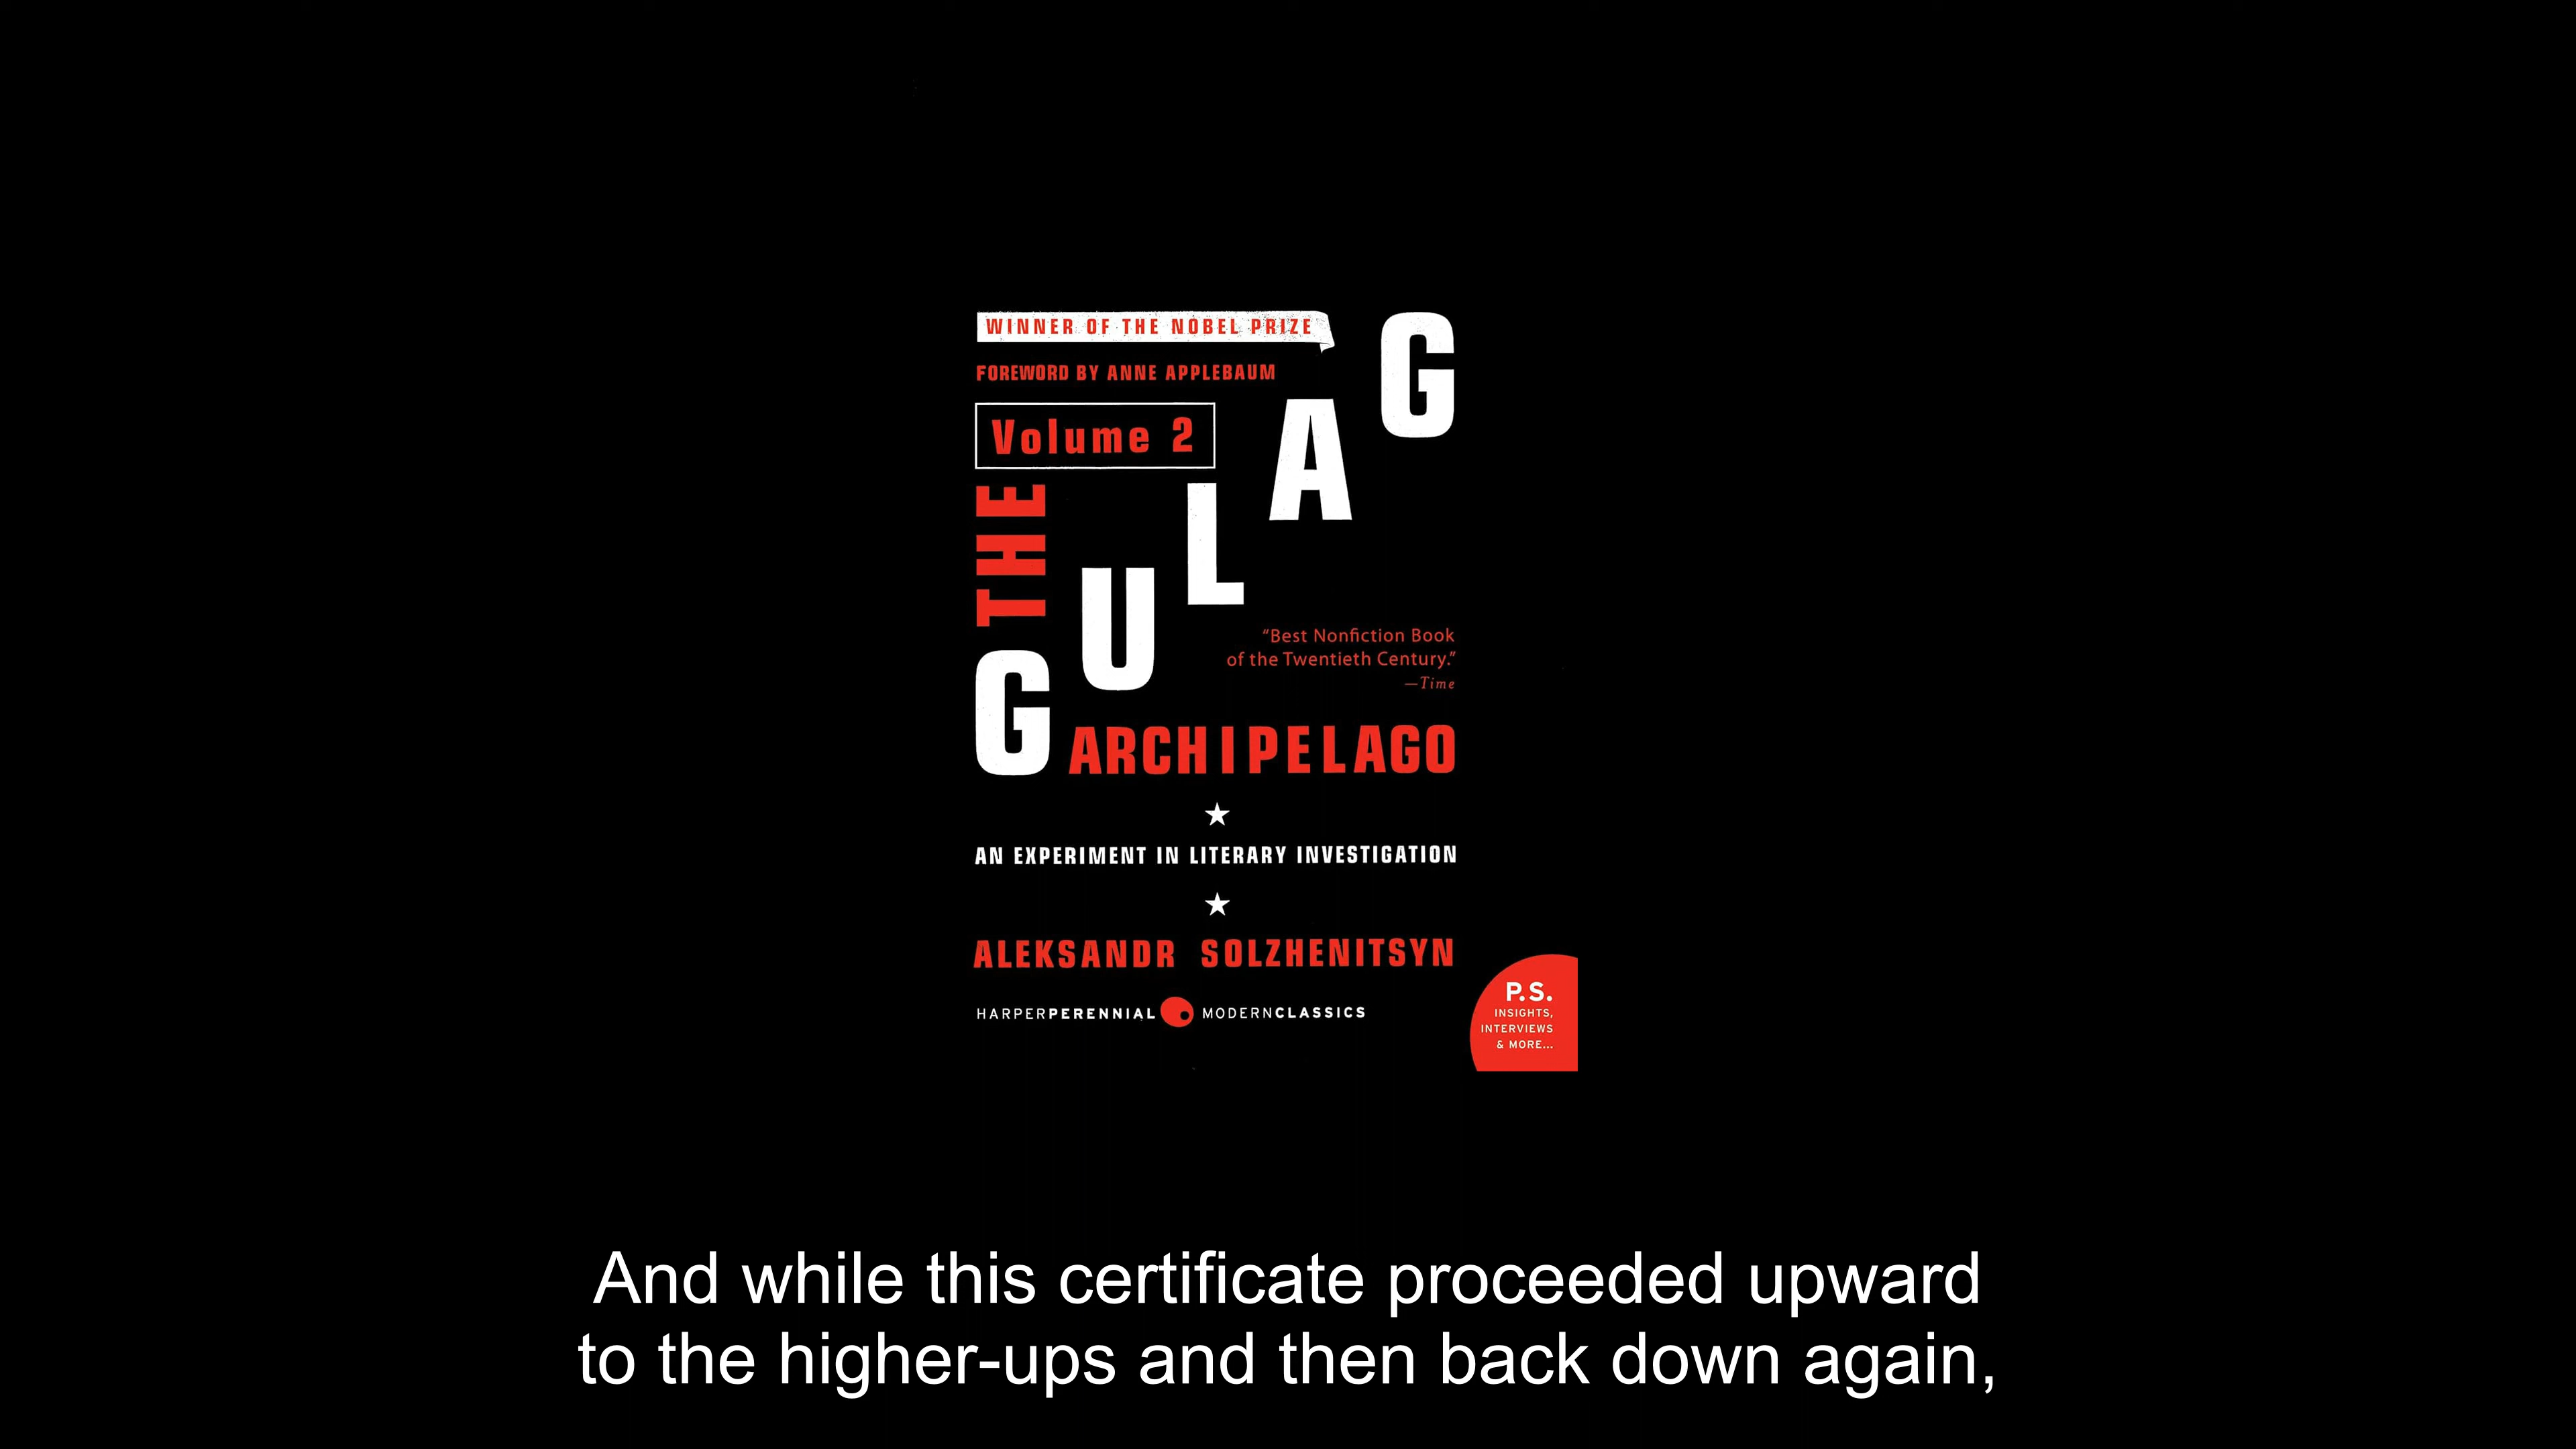 WINNER OF THE NOBEL PRIZE
FOREWORD BY ANNE APPLEBAUM
Volume 2
THE
GULAG
"Best Nonfiction Book
of the Twentieth Century."
—Time
ARCHIPELAGO
AN EXPERIMENT IN LITERARY INVESTIGATION
ALEKSANDR SOLZHENITSYN
HARPERPERENNIAL MODERNCLASSICS
P.S.
INSIGHTS,
INTERVIEWS
& MORE...
And while this certificate proceeded upward
to the higher-ups and then back down again,